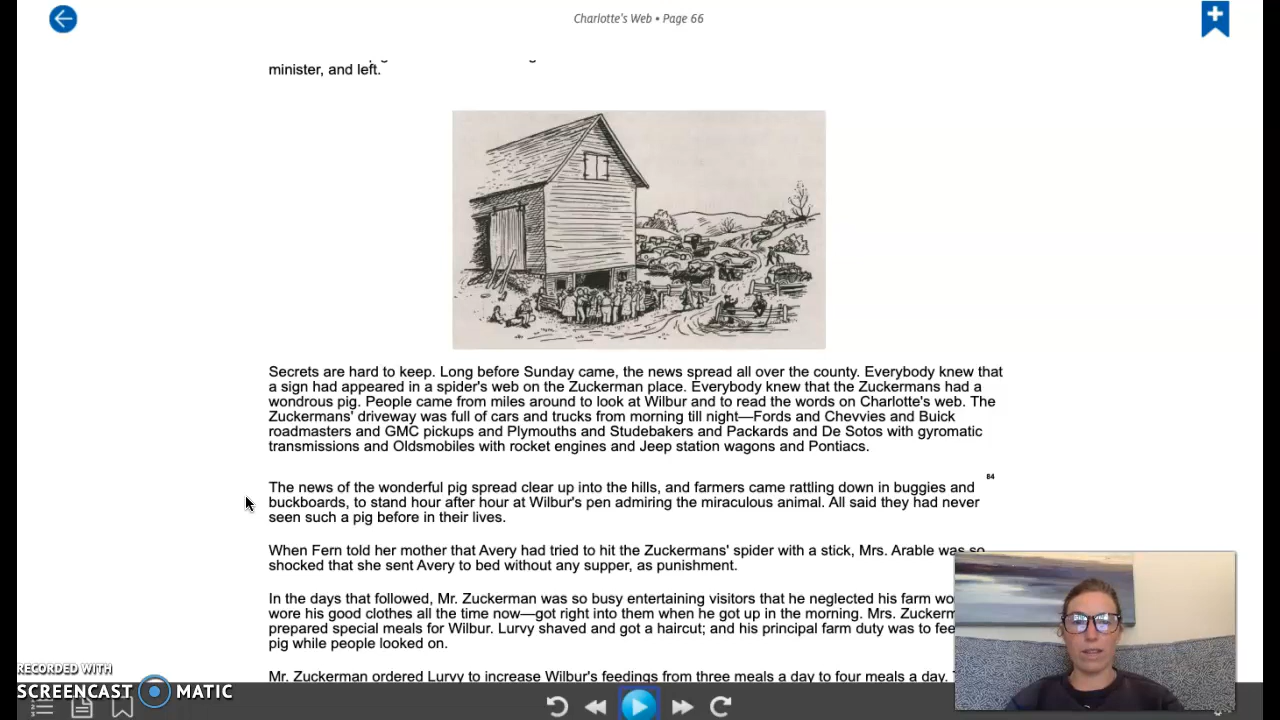 Charlotte's Web • Page 66
minister, and left.
Secrets are hard to keep. Long before Sunday came, the news spread all over the county. Everybody knew that
a sign had appeared in a spider's web on the Zuckerman place. Everybody knew that the Zuckermans had a
wondrous pig. People came from miles around to look at Wilbur and to read the words on Charlotte's web. The
Zuckermans' driveway was full of cars and trucks from morning till night—Fords and Chevvies and Buick
roadmasters and GMC pickups and Plymouths and Studebakers and Packards and De Sotos with gyromatic
transmissions and Oldsmobiles with rocket engines and Jeep station wagons and Pontiacs.
84
The news of the wonderful pig spread clear up into the hills, and farmers came rattling down in buggies and
buckboards, to stand hour after hour at Wilbur's pen admiring the miraculous animal. All said they had never
seen such a pig before in their lives.
When Fern told her mother that Avery had tried to hit the Zuckermans' spider with a stick, Mrs. Arable was so
shocked that she sent Avery to bed without any supper, as punishment.
In the days that followed, Mr. Zuckerman was so busy entertaining visitors that he neglected his farm
wore his good clothes all the time now—got right into them when he got up in the morning. Mrs.
prepared special meals for Wilbur. Lurvy shaved and got a haircut; and his principal farm duty was to
pig while people looked on.
Mr. Zuckerman ordered Lurvy to increase Wilbur's feedings from three meals a day to four meals a day.
RECORDED WITH
SCREENCAST MATIC